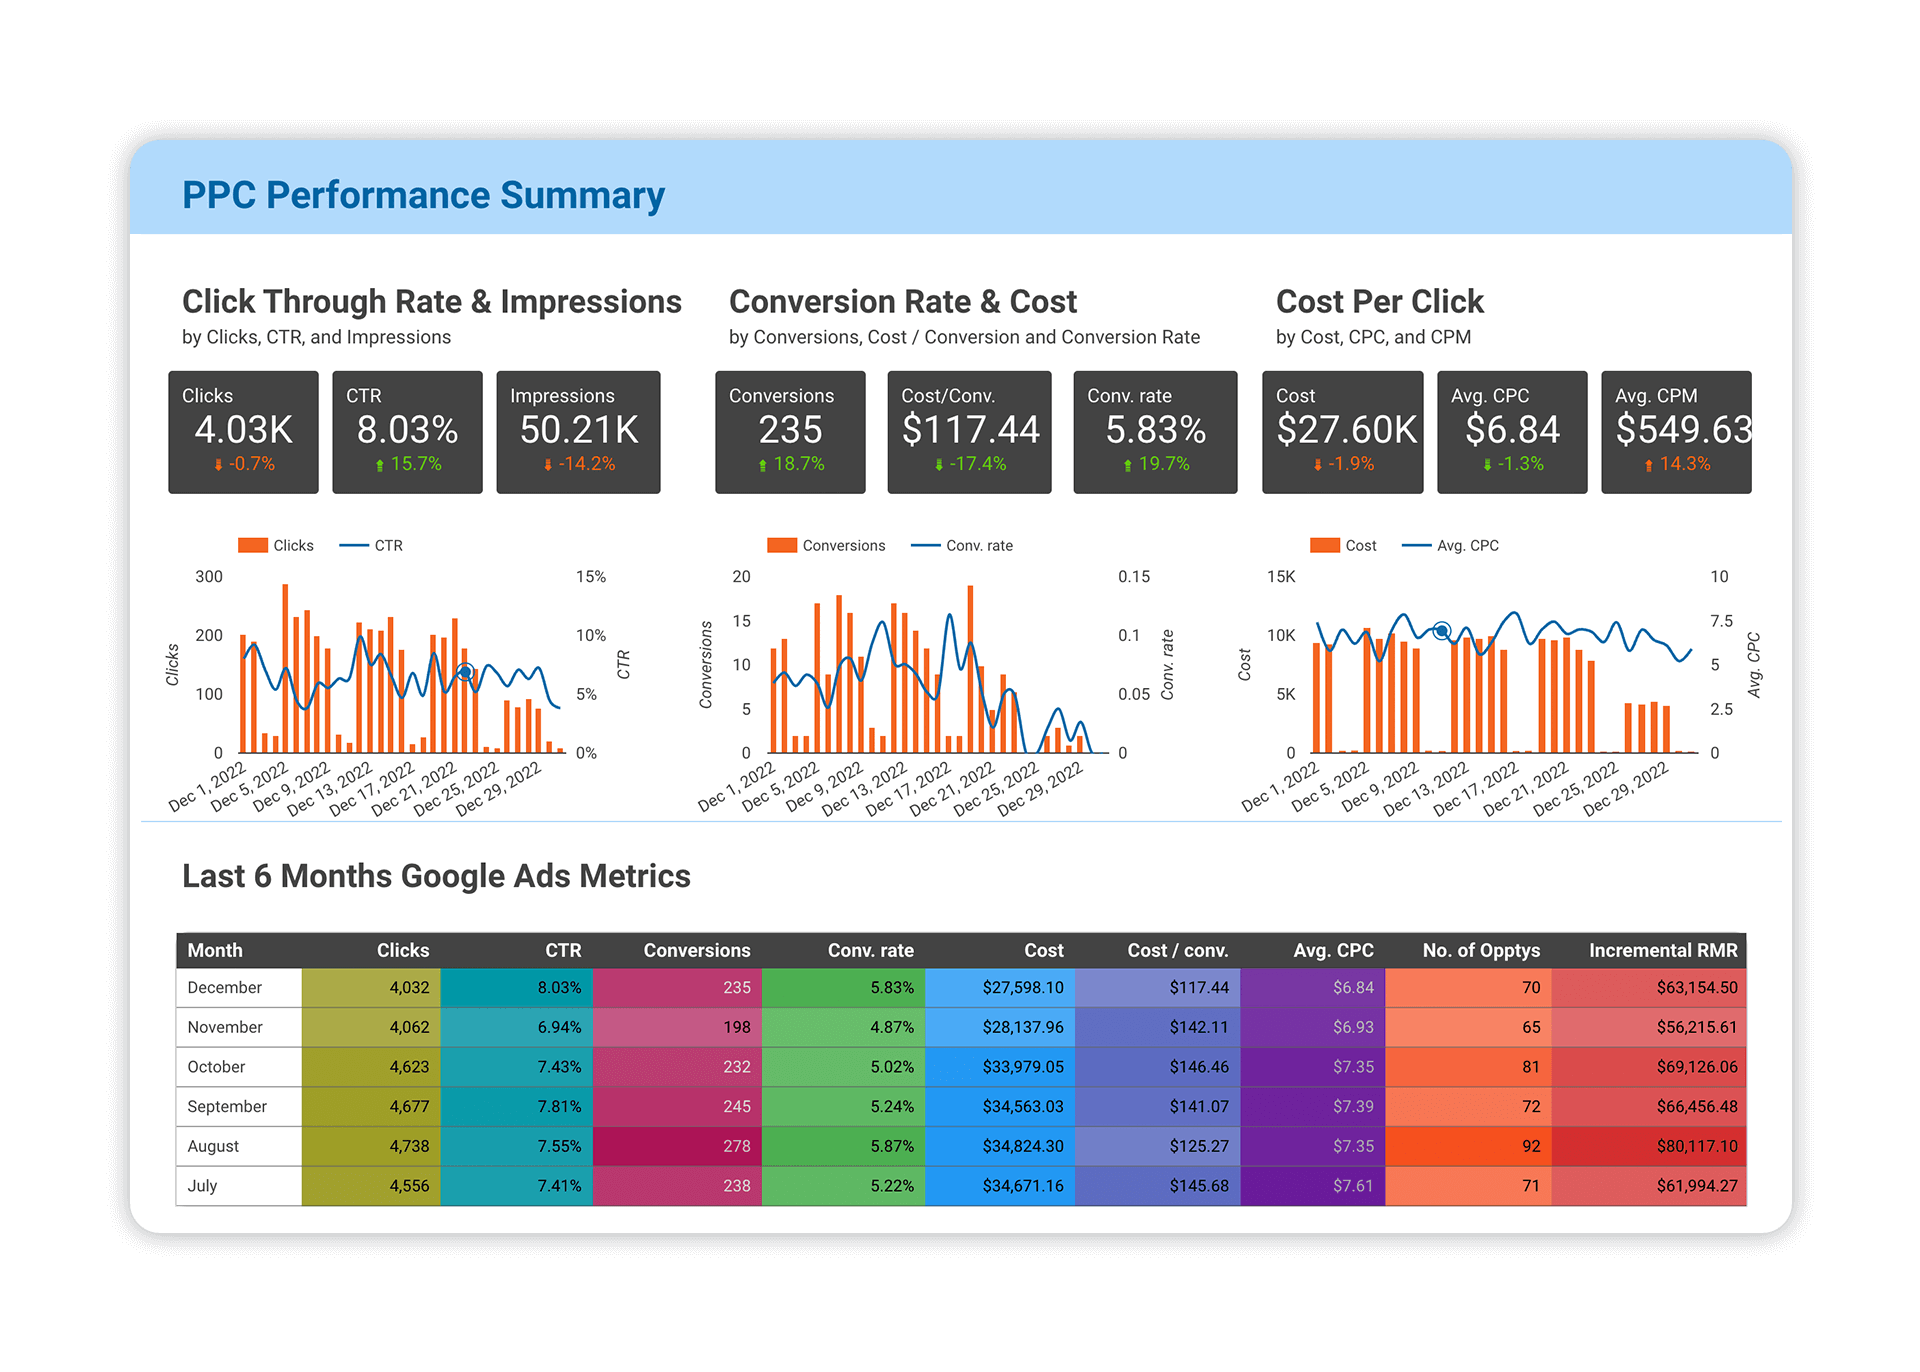 PPC Performance Summary
Click Through Rate & Impressions
by Clicks, CTR, and Impressions
Clicks
4.03K
-0.7%
CTR
8.03%
15.7%
Impressions
50.21K
-14.2%
Clicks CTR
300
200
100
0
Clicks
15%
10%
5%
0%
CTR
Dec 1, 2022
Dec 5, 2022
Dec 9, 2022
Dec 13, 2022
Dec 17, 2022
Dec 21, 2022
Dec 25, 2022
Dec 29, 2022
Conversion Rate & Cost
by Conversions, Cost / Conversion and Conversion Rate
Conversions
235
18.7%
Cost/Conv.
$117.44
-17.4%
Conv. rate
5.83%
19.7%
Conversions Conv. rate
20
15
10
5
0
Conversions
0.15
0.1
0.05
0
Conv. rate
Dec 1, 2022
Dec 5, 2022
Dec 9, 2022
Dec 13, 2022
Dec 17, 2022
Dec 21, 2022
Dec 25, 2022
Dec 29, 2022
Cost Per Click
by Cost, CPC, and CPM
Cost
$27.60K
-1.9%
Avg. CPC
$6.84
-1.3%
Avg. CPM
$549.63
14.3%
Cost Avg. CPC
15K
10K
5K
0
Cost
10
7.5
5
2.5
0
Avg. CPC
Dec 1, 2022
Dec 5, 2022
Dec 9, 2022
Dec 13, 2022
Dec 17, 2022
Dec 21, 2022
Dec 25, 2022
Dec 29, 2022
Last 6 Months Google Ads Metrics
Month Clicks CTR Conversions Conv. rate Cost Cost / conv. Avg. CPC No. of Opptys Incremental RMR
December 4,032 8.03% 235 5.83% $27,598.10 $117.44 $6.84 70 $63,154.50
November 4,062 6.94% 198 4.87% $28,137.96 $142.11 $6.93 65 $56,215.61
October 4,623 7.43% 232 5.02% $33,979.05 $146.46 $7.35 81 $69,126.06
September 4,677 7.81% 245 5.24% $34,563.03 $141.07 $7.39 72 $66,456.48
August 4,738 7.55% 278 5.87% $34,824.30 $125.27 $7.35 92 $80,117.10
July 4,556 7.41% 238 5.22% $34,671.16 $145.68 $7.61 71 $61,994.27